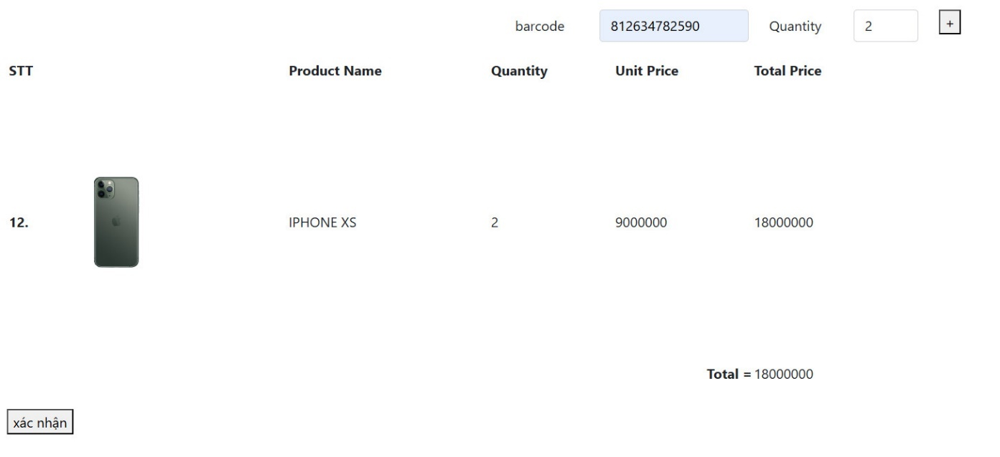 barcode 812634782590 Quantity 2 +
STT Product Name Quantity Unit Price Total Price
12. IPHONE XS 2 9000000 18000000
Total = 18000000
xác nhận